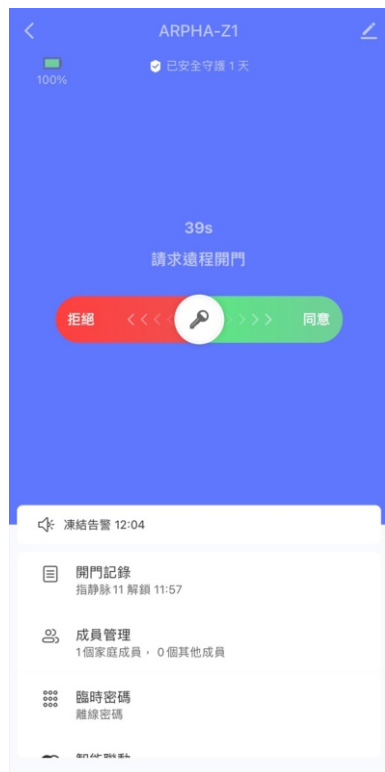 ARPHA-Z1
100%
已安全守護 1 天
39s
請求遠程開門
拒絕 <<< >>>> 同意
凍結告警 12:04
開門記錄
指静脉 11 解鎖 11:57
成員管理
1個家庭成員， 0個其他成員
臨時密碼
離線密碼